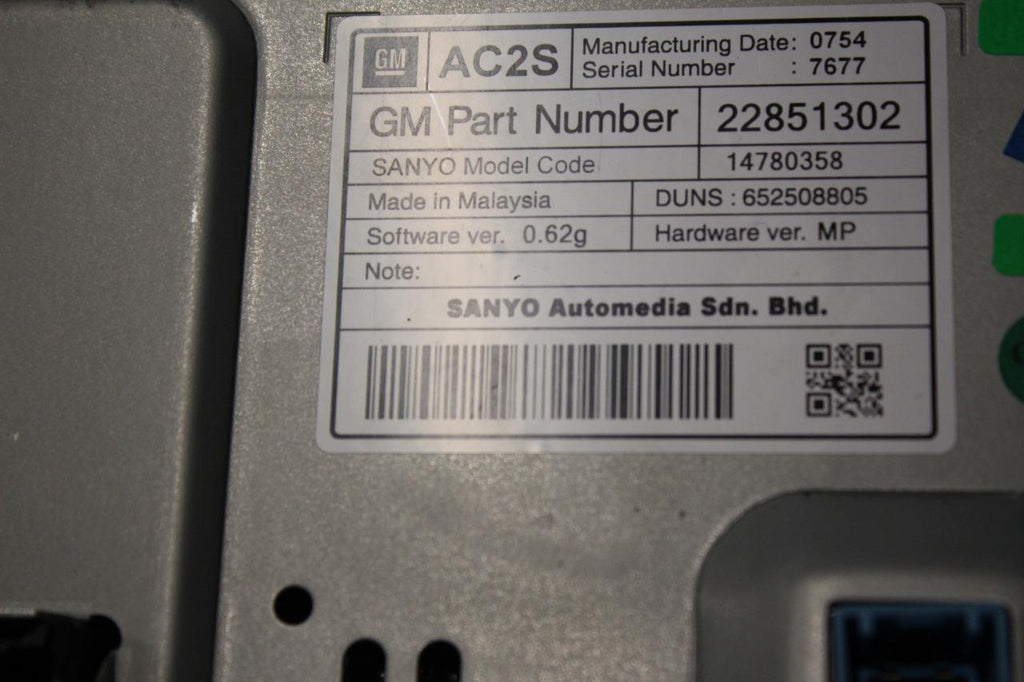 GM AC2S Manufacturing Date: 0754
Serial Number : 7677
GM Part Number 22851302
SANYO Model Code 14780358
Made in Malaysia DUNS : 652508805
Software ver. 0.62g Hardware ver. MP
Note:
SANYO Automedia Sdn. Bhd.